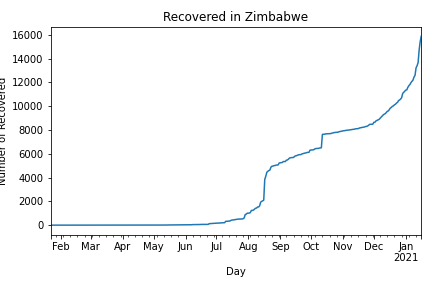 Recovered in Zimbabwe
Number of Recovered
16000
14000
12000
10000
8000
6000
4000
2000
0
Feb Mar Apr May Jun Jul Aug Sep Oct Nov Dec Jan
2021
Day